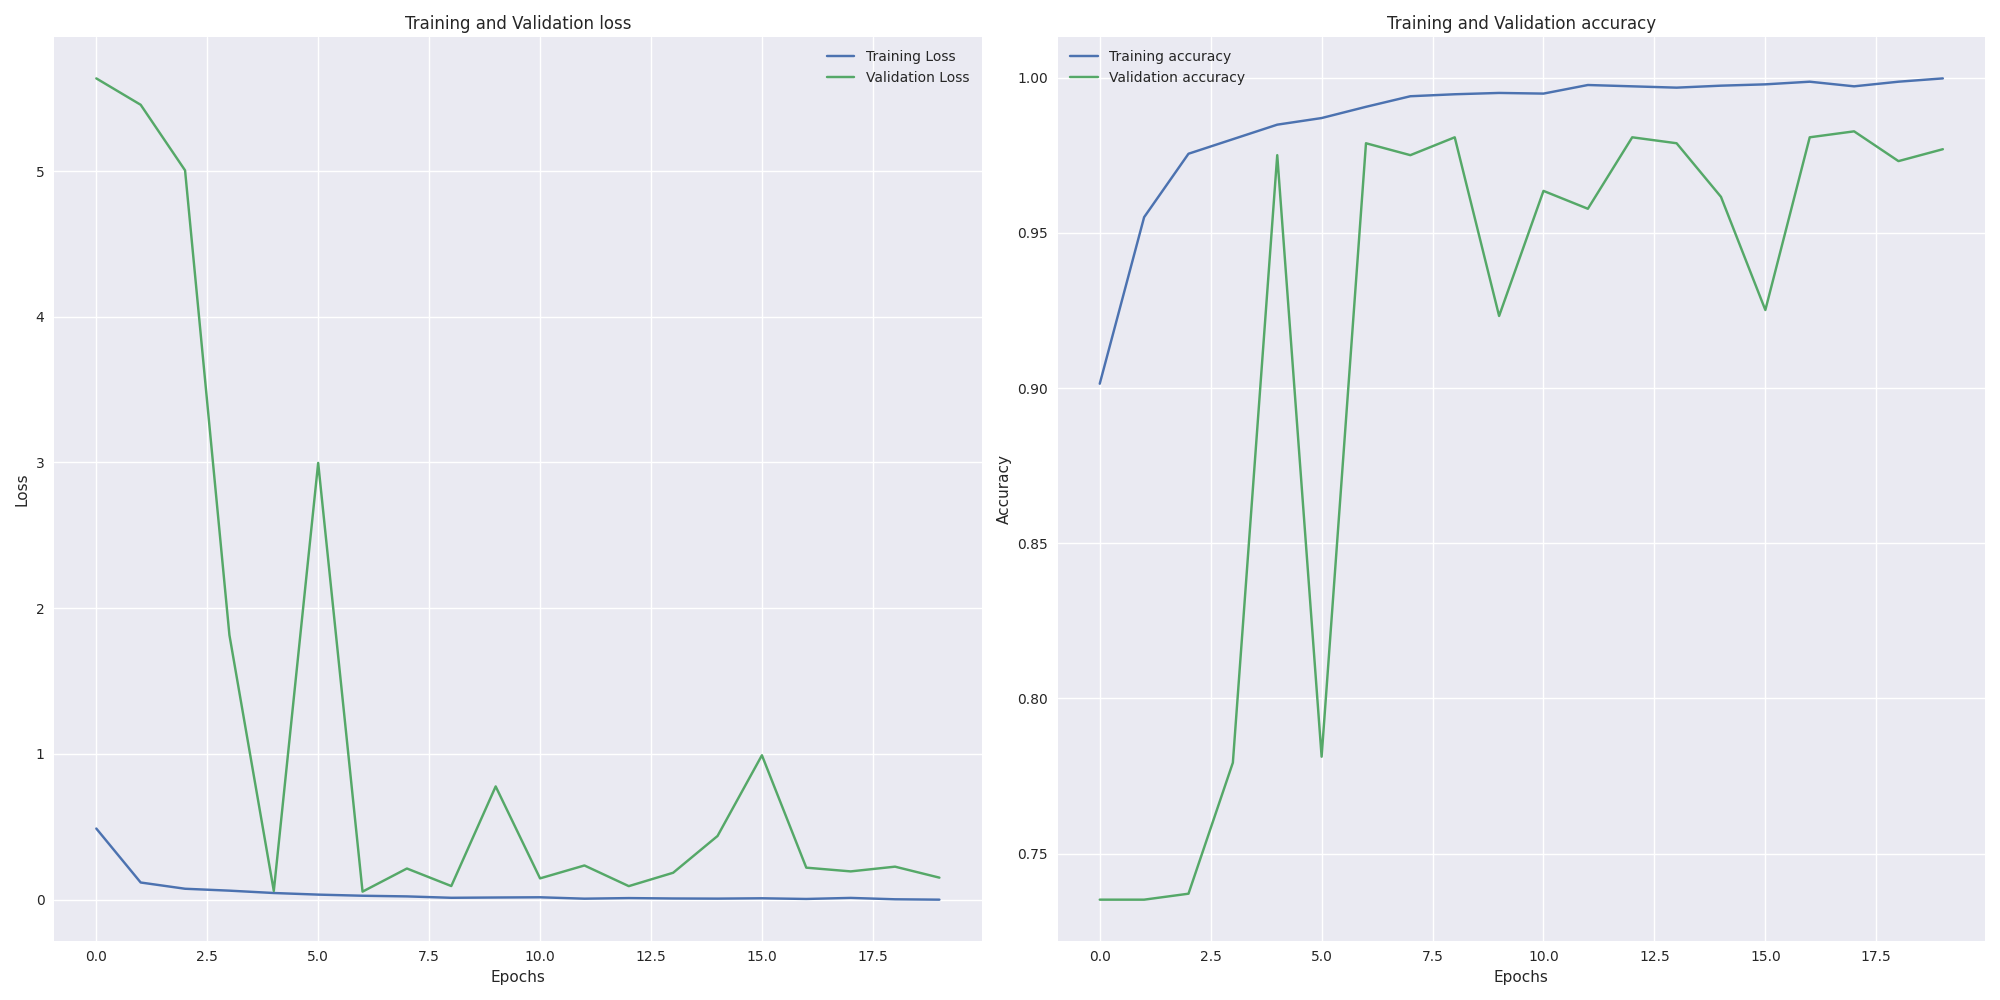 Training and Validation loss
Training Loss
Validation Loss
5
4
3
2
1
0
Loss
0.0 2.5 5.0 7.5 10.0 12.5 15.0 17.5
Epochs
Training and Validation accuracy
Training accuracy
Validation accuracy
1.00
0.95
0.90
0.85
0.80
0.75
Accuracy
0.0 2.5 5.0 7.5 10.0 12.5 15.0 17.5
Epochs